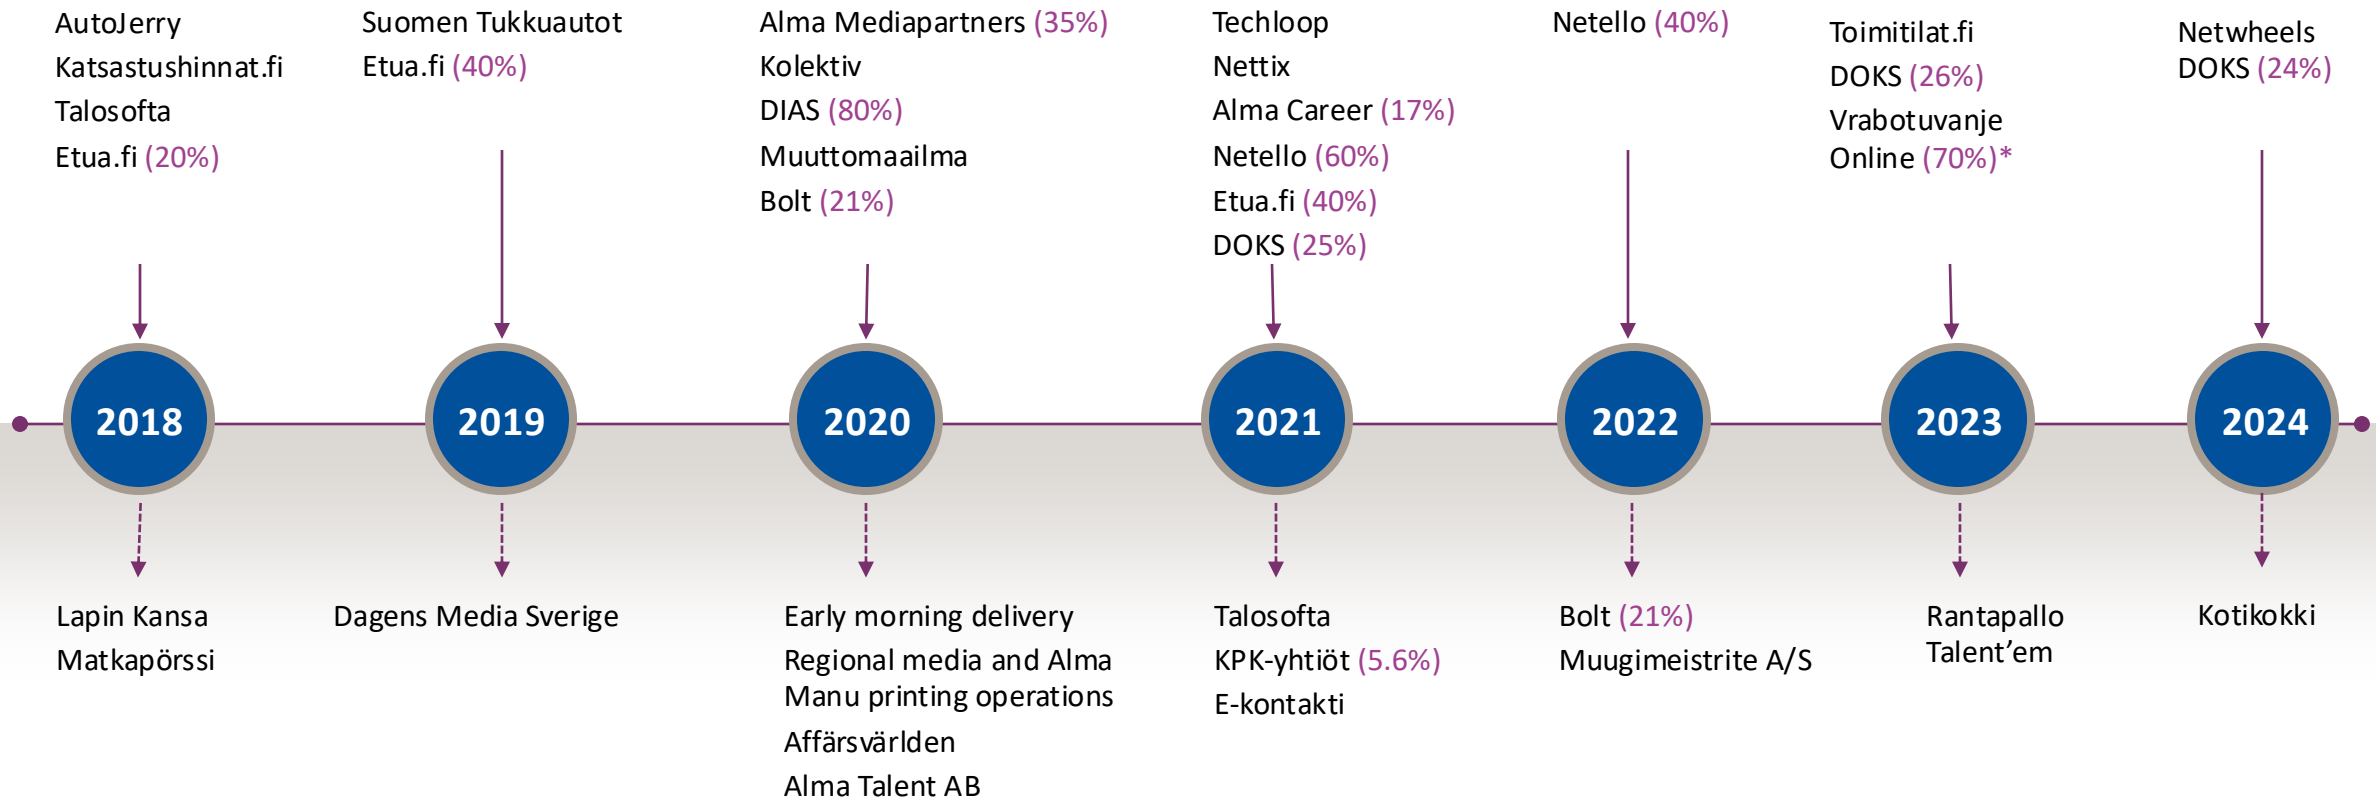 AutoJerry
Katsastushinnat.fi
Talosofta
Etua.fi (20%)
Suomen Tukkuautot
Etua.fi (40%)
Alma Mediapartners (35%)
Kolektiv
DIAS (80%)
Muuttomaailma
Bolt (21%)
Techloop
Nettix
Alma Career (17%)
Netello (60%)
Etua.fi (40%)
DOKS (25%)
Netello (40%)
Toimitilat.fi
DOKS (26%)
Vrabotuvanje
Online (70%)*
Netwheels
DOKS (24%)
2018
2019
2020
2021
2022
2023
2024
Lapin Kansa
Matkapörssi
Dagens Media Sverige
Early morning delivery
Regional media and Alma
Manu printing operations
Affärsvärlden
Alma Talent AB
Talosofta
KPK-yhtiöt (5.6%)
E-kontakti
Bolt (21%)
Muugimeistrite A/S
Rantapallo
Talent’em
Kotikokki